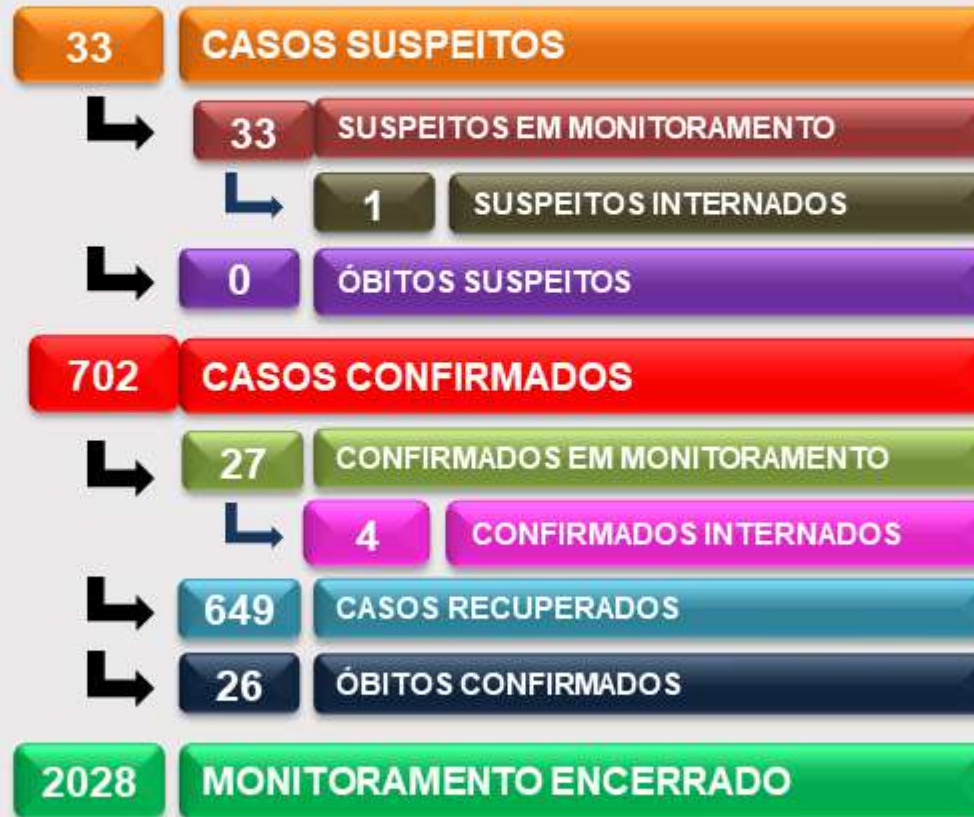 33 CASOS SUSPEITOS
33 SUSPEITOS EM MONITORAMENTO
1 SUSPEITOS INTERNADOS
0 ÓBITOS SUSPEITOS
702 CASOS CONFIRMADOS
27 CONFIRMADOS EM MONITORAMENTO
4 CONFIRMADOS INTERNADOS
649 CASOS RECUPERADOS
26 ÓBITOS CONFIRMADOS
2028 MONITORAMENTO ENCERRADO